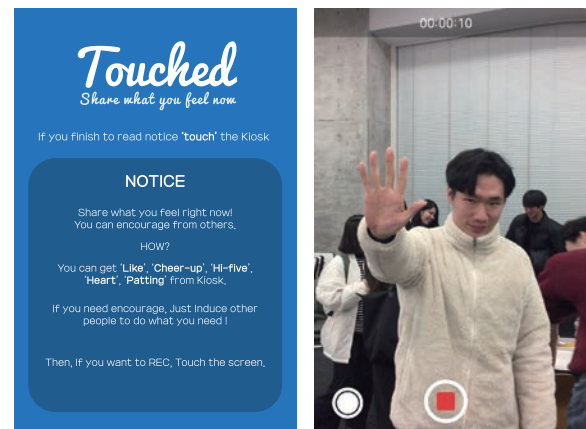 Touched
Share what you feel now
If you finish to read notice 'touch' the Kiosk
NOTICE
Share what you feel right now!
You can encourage from others.
HOW?
You can get 'Like', 'Cheer-up', 'Hi-five',
'Heart', 'Patting' from Kiosk.
If you need encourage, Just Induce other
people to do what you need !
Then, If you want to REC, Touch the screen.
00:00:10